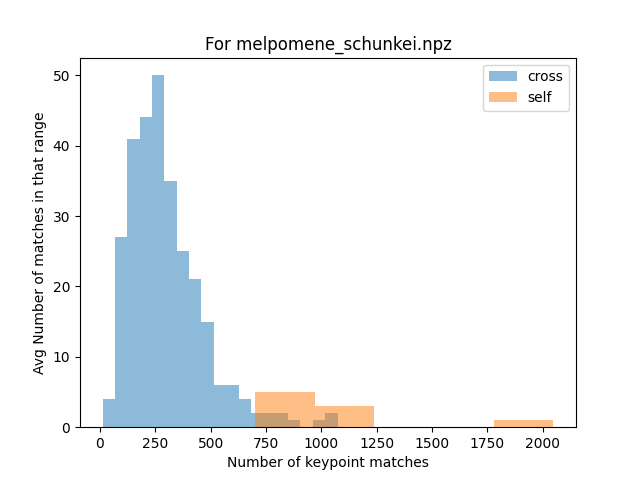 For melpomene_schunkei.npz
cross
self
Avg Number of matches in that range
50
40
30
20
10
0
0 250 500 750 1000 1250 1500 1750 2000
Number of keypoint matches